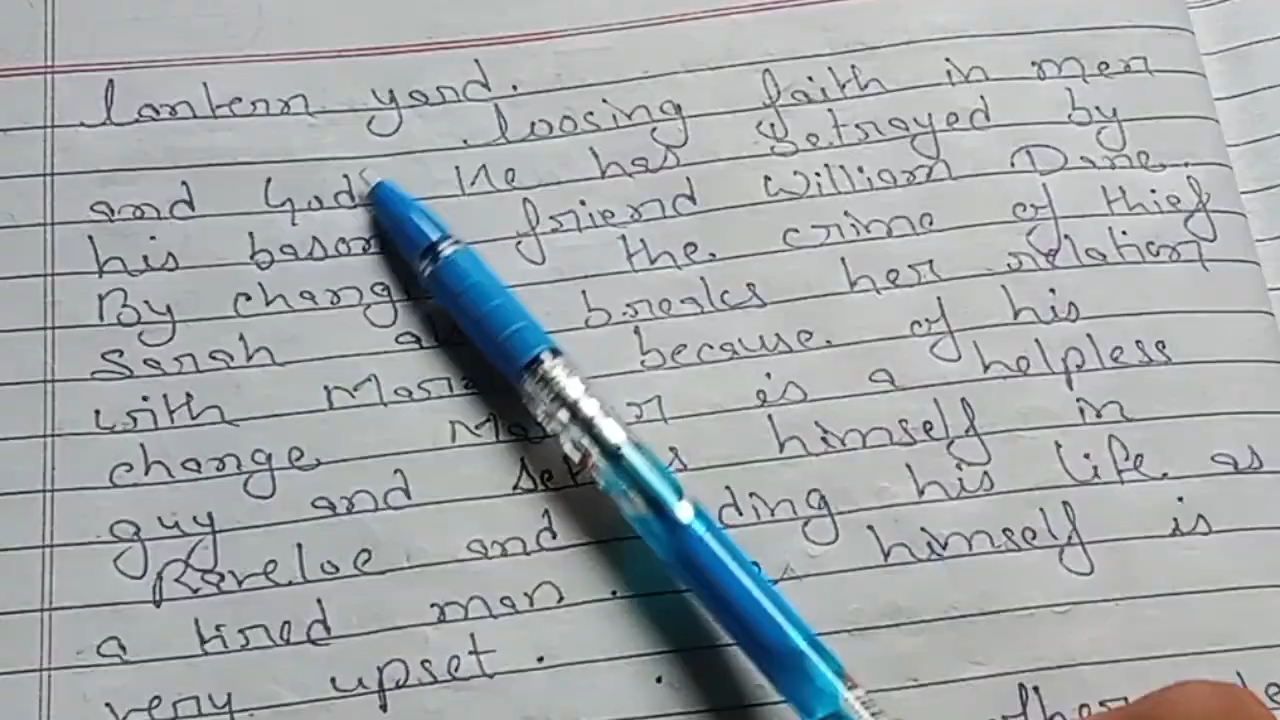 lantern yard.
loosing faith in men
and God He has betrayed by
his bosom friend William Dane
By the crime of thief
Sarah breaks her relation
with because of his
change is a helpless
guy and himself in
Raveloe and his life as
a tired man. himself is
very upset.